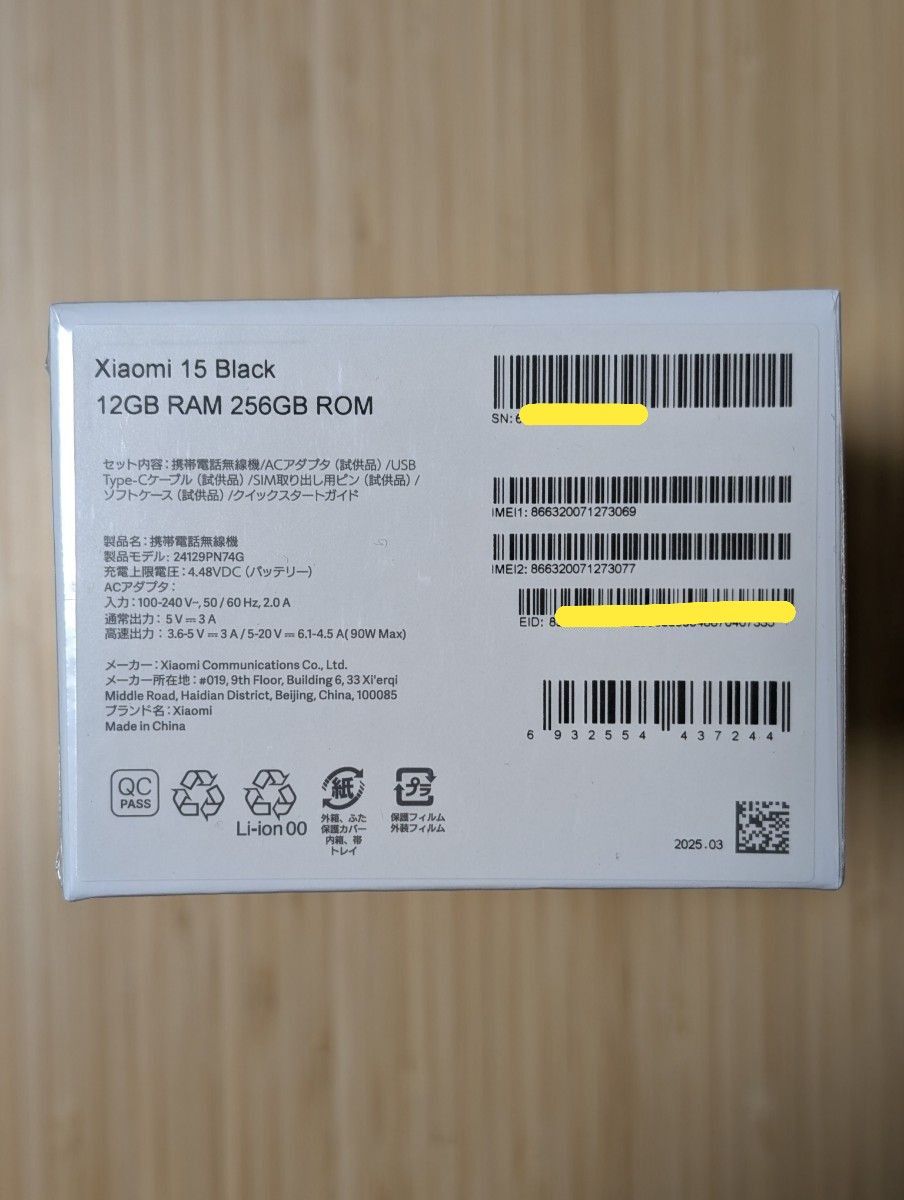 Xiaomi 15 Black
12GB RAM 256GB ROM
セット内容：携帯電話無線機/ACアダプタ（試供品）/USB
Type-Cケーブル（試供品）/SIM取り出し用ピン（試供品）/
ソフトケース（試供品）/クイックスタートガイド
製品名：携帯電話無線機
製品モデル: 24129PN74G
充電上限電圧：4.48VDC（バッテリー）
ACアダプタ：
入力：100-240 V~, 50 / 60 Hz, 2.0 A
通常出力： 5 V⎓3 A
高速出力： 3.6-5 V⎓3 A / 5-20 V⎓6.1-4.5 A( 90W Max)
メーカー：Xiaomi Communications Co., Ltd.
メーカー所在地：#019, 9th Floor, Building 6, 33 Xi'erqi
Middle Road, Haidian District, Beijing, China, 100085
ブランド名：Xiaomi
Made in China
QC
PASS
Li-ion 00
紙
外箱、ふた
保護カバー
内箱、帯
トレイ
プラ
保護フィルム
外装フィルム
SN:
IMEI1: 866320071273069
IMEI2: 866320071273077
EID:
6 932554 437244
2025.03